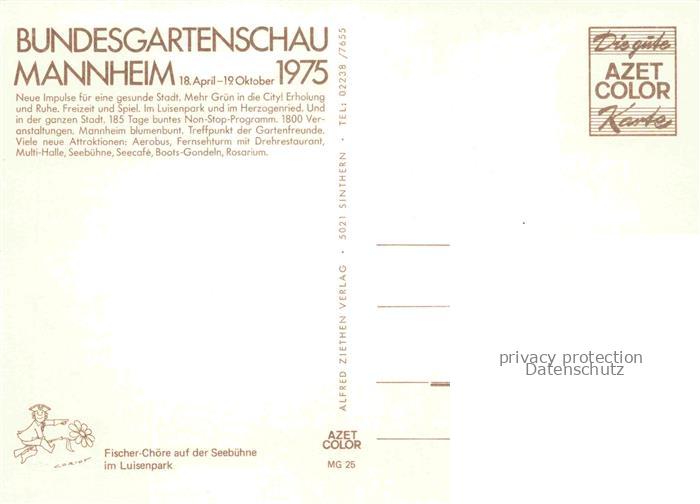 BUNDESGARTENSCHAU
MANNHEIM 18. April–19. Oktober 1975
Neue Impulse für eine gesunde Stadt. Mehr Grün in die City! Erholung
und Ruhe. Freizeit und Spiel. Im Luisenpark und im Herzogenried. Und
in der ganzen Stadt. 185 Tage buntes Non-Stop-Programm. 1800 Ver-
anstaltungen. Mannheim blumenbunt. Treffpunkt der Gartenfreunde.
Viele neue Attraktionen: Aerobus, Fernsehturm mit Drehrestaurant,
Multi-Halle, Seebühne, Seecafé, Boots-Gondeln, Rosarium.
ALFRED ZIETHEN VERLAG · 5021 SINTHERN · TEL: 02238/7655
Die gute
AZET
COLOR
Karte
privacy protection
Datenschutz
CORIOT
Fischer-Chöre auf der Seebühne
im Luisenpark
AZET
COLOR
MG 25